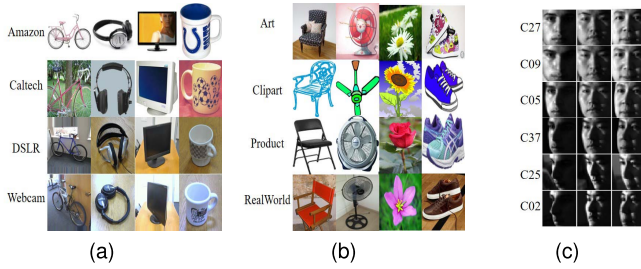 Amazon
Caltech
DSLR
Webcam
(a)
Art
Clipart
Product
RealWorld
(b)
C27
C09
C05
C37
C25
C02
(c)